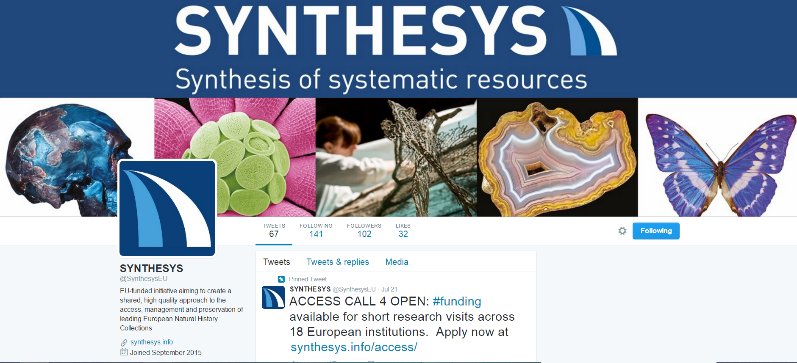 SYNTHESYS
Synthesis of systematic resources
TWEETS FOLLOWING FOLLOWERS LIKES
67 141 102 32
Following
SYNTHESYS
@SynthesysEU
EU-funded initiative aiming to create a
shared, high quality approach to the
access, management and preservation of
leading European Natural History
Collections
synthesys.info
Joined September 2015
Tweets Tweets & replies Media
Pinned Tweet
SYNTHESYS @SynthesysEU · Jul 21
ACCESS CALL 4 OPEN: #funding
available for short research visits across
18 European institutions. Apply now at
synthesys.info/access/